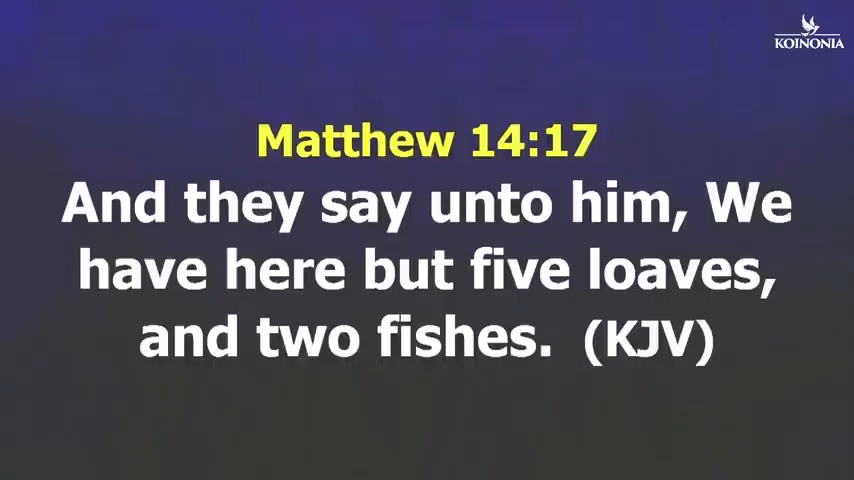 KOINONIA
Matthew 14:17
And they say unto him, We
have here but five loaves,
and two fishes. (KJV)